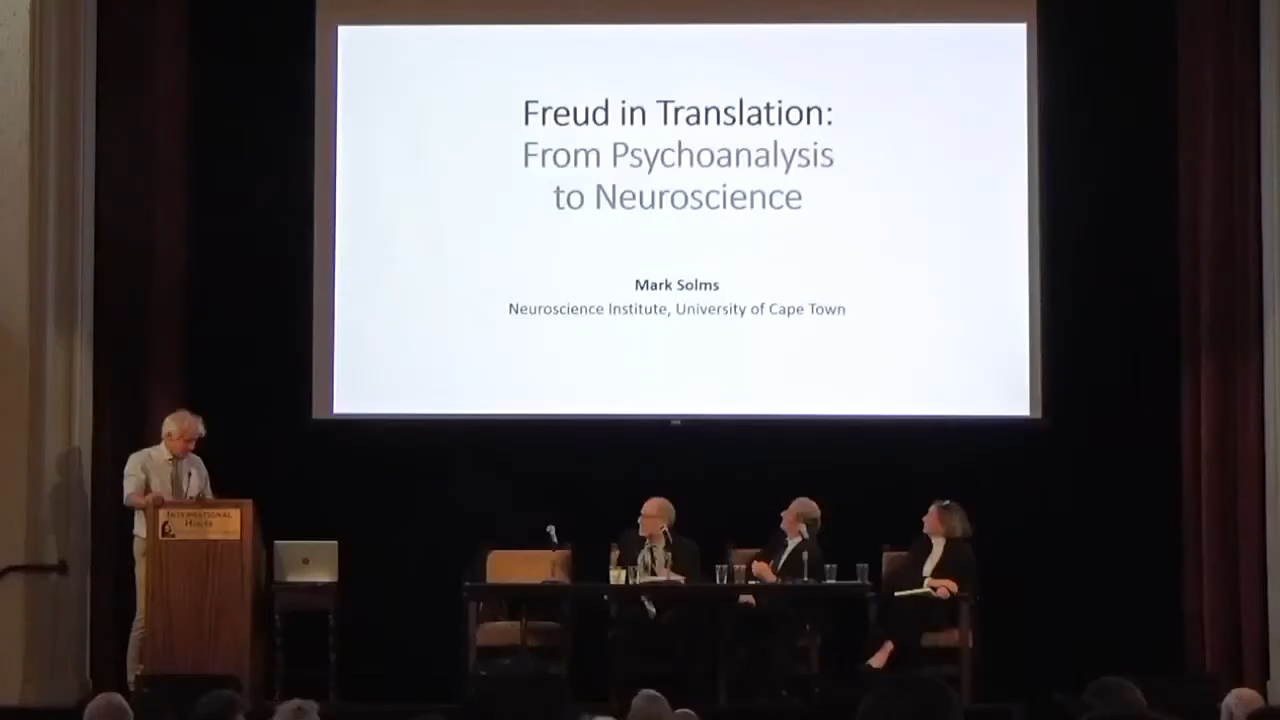 Freud in Translation:
From Psychoanalysis
to Neuroscience
Mark Solms
Neuroscience Institute, University of Cape Town
INTERNATIONAL
HOUSE